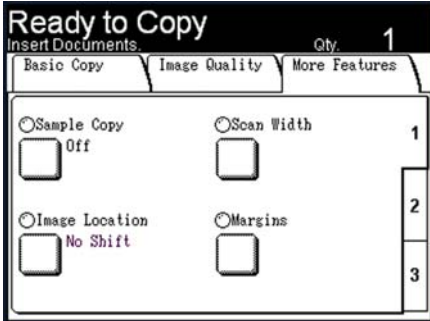 Ready to Copy
Insert Documents. Qty. 1
Basic Copy Image Quality More Features
Sample Copy Scan Width 1
Off
2
Image Location Margins
No Shift
3